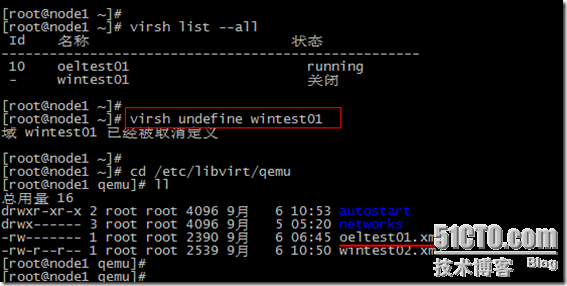 [root@node1 ~]#
[root@node1 ~]# virsh list --all
Id 名称 状态
----------------------------------------------------
10 oeltest01 running
- wintest01 关闭
[root@node1 ~]#
[root@node1 ~]# virsh undefine wintest01
域 wintest01 已经被取消定义
[root@node1 ~]#
[root@node1 ~]# cd /etc/libvirt/qemu
[root@node1 qemu]# ll
总用量 16
drwxr-xr-x 2 root root 4096 9月 6 10:53 autostart
drwx------ 3 root root 4096 9月 5 05:20 networks
-rw------- 1 root root 2390 9月 6 06:45 oeltest01.xm
-rw-r--r-- 1 root root 2539 9月 6 10:50 wintest02.xm
[root@node1 qemu]#
[root@node1 qemu]#
51CTO.com
技术博客 Blog